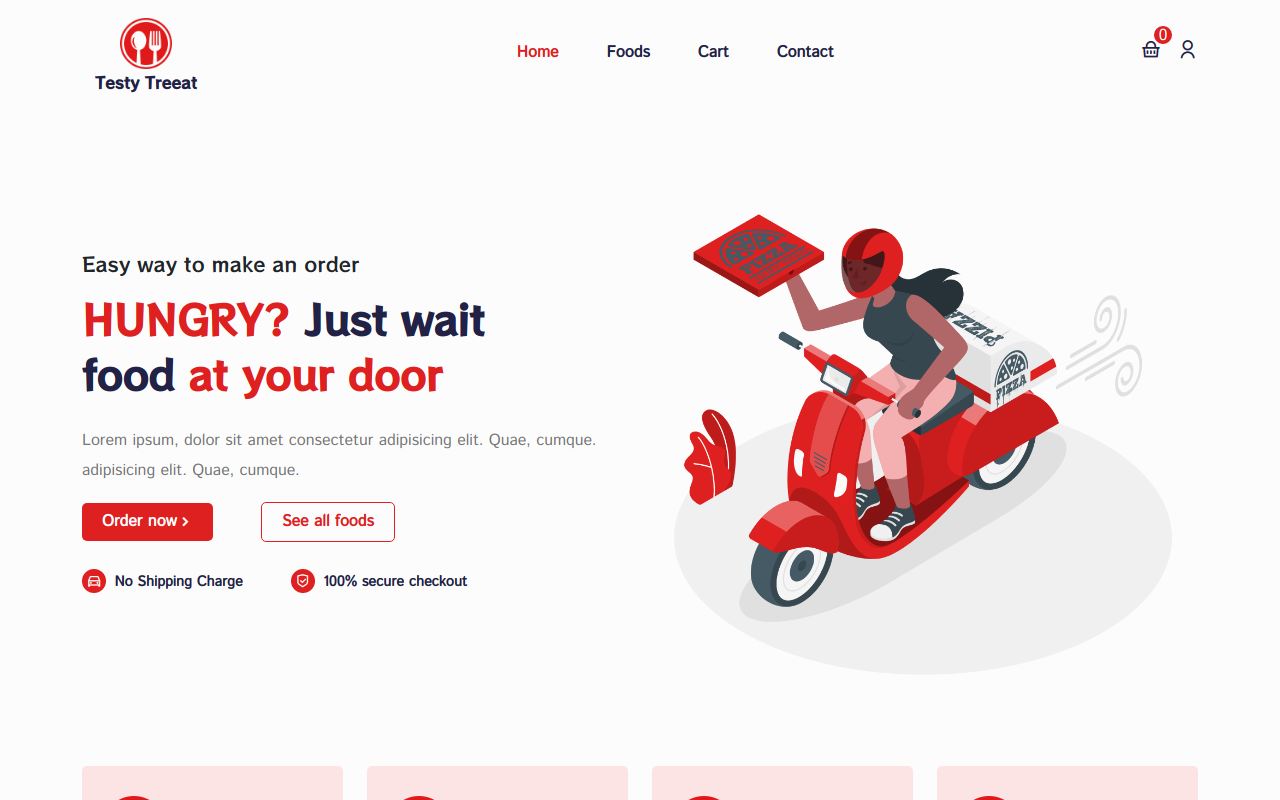 Testy Treeat
Home Foods Cart Contact
0
Easy way to make an order
HUNGRY? Just wait
food at your door
Lorem ipsum, dolor sit amet consectetur adipisicing elit. Quae, cumque.
adipisicing elit. Quae, cumque.
Order now ›
See all foods
No Shipping Charge
100% secure checkout
PIZZA
PIZZA
PIZZA